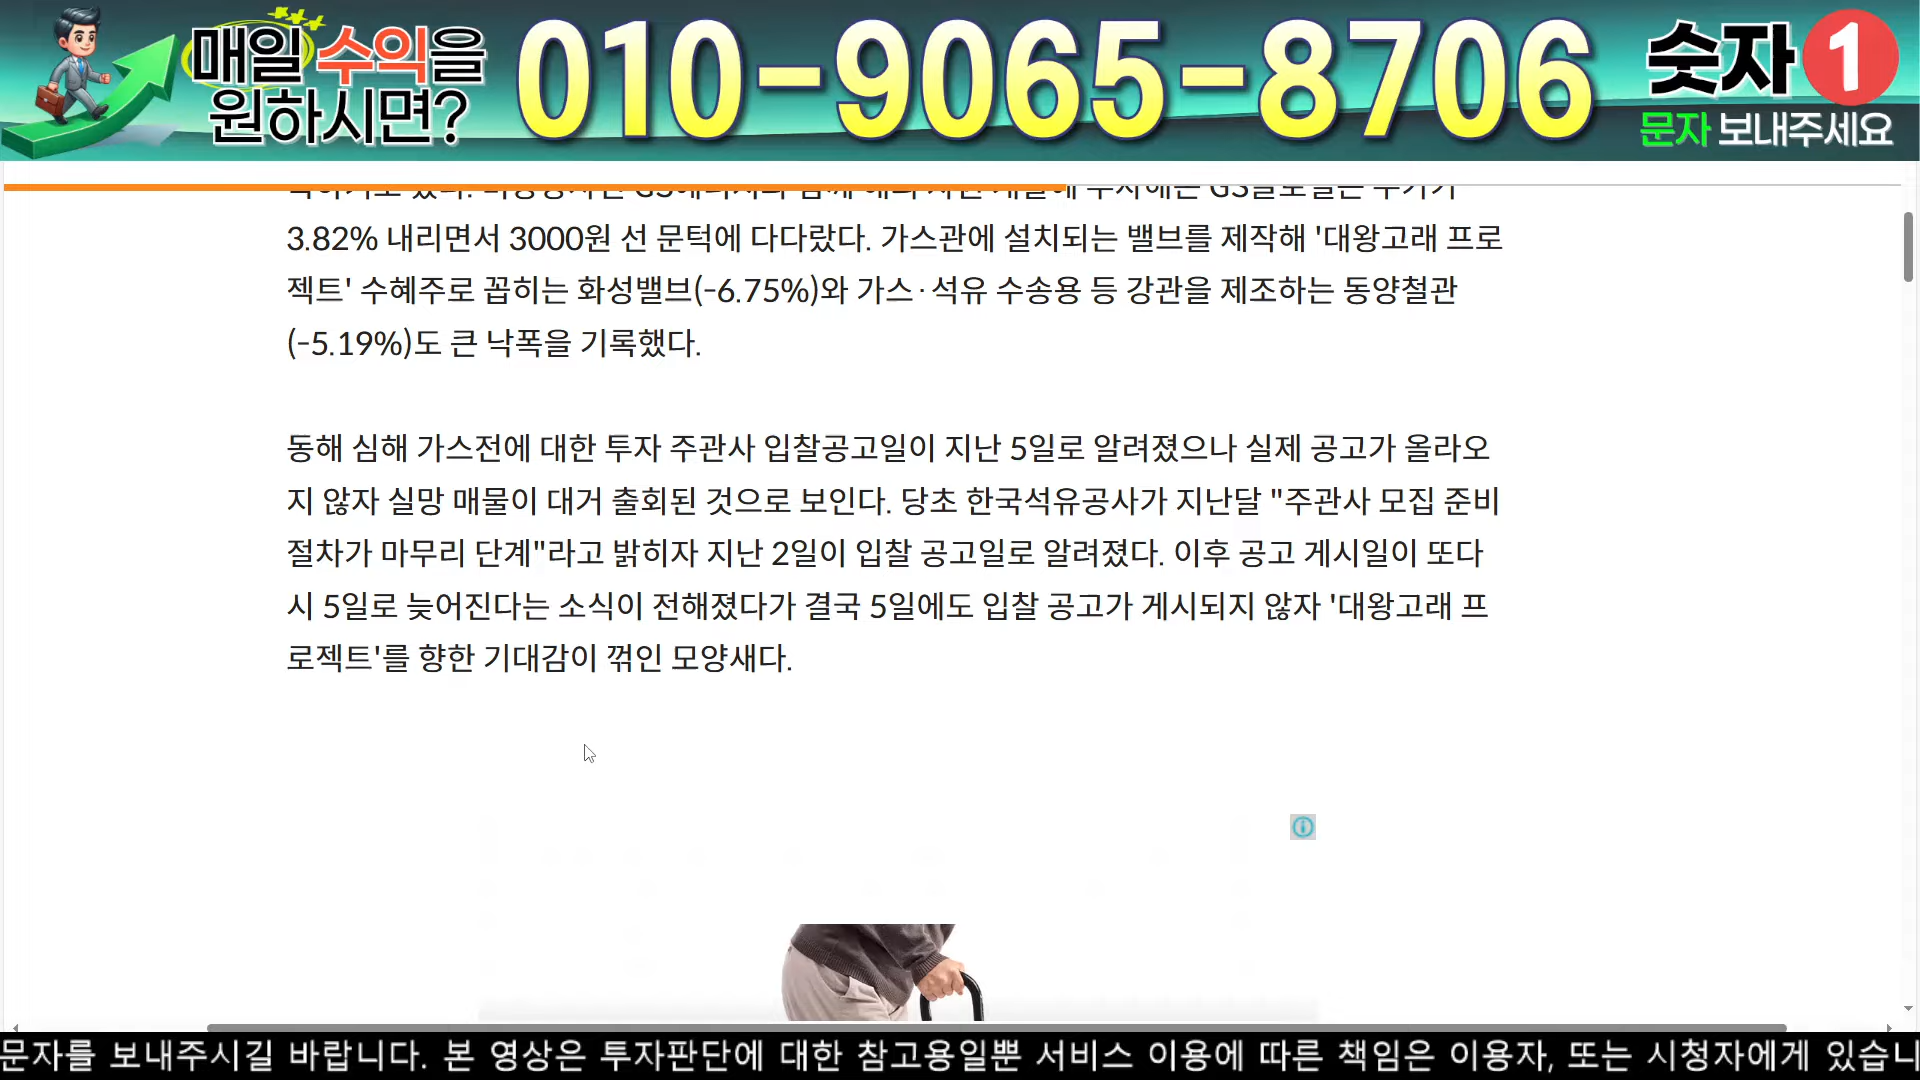 매일 수익을
원하시면?
010-9065-8706
숫자 1
문자 보내주세요
3.82% 내리면서 3000원 선 문턱에 다다랐다. 가스관에 설치되는 밸브를 제작해 '대왕고래 프로
젝트' 수혜주로 꼽히는 화성밸브(-6.75%)와 가스·석유 수송용 등 강관을 제조하는 동양철관
(-5.19%)도 큰 낙폭을 기록했다.
동해 심해 가스전에 대한 투자 주관사 입찰공고일이 지난 5일로 알려졌으나 실제 공고가 올라오
지 않자 실망 매물이 대거 출회된 것으로 보인다. 당초 한국석유공사가 지난달 "주관사 모집 준비
절차가 마무리 단계"라고 밝히자 지난 2일이 입찰 공고일로 알려졌다. 이후 공고 게시일이 또다
시 5일로 늦어진다는 소식이 전해졌다가 결국 5일에도 입찰 공고가 게시되지 않자 '대왕고래 프
로젝트'를 향한 기대감이 꺾인 모양새다.
문자를 보내주시길 바랍니다. 본 영상은 투자판단에 대한 참고용일뿐 서비스 이용에 따른 책임은 이용자, 또는 시청자에게 있습니